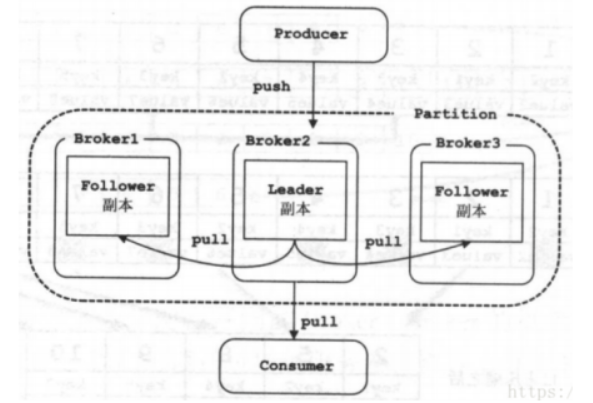 Producer
push
Partition
Broker1
Broker2
Broker3
Follower
副本
Leader
副本
Follower
副本
pull
pull
pull
Consumer
https:/